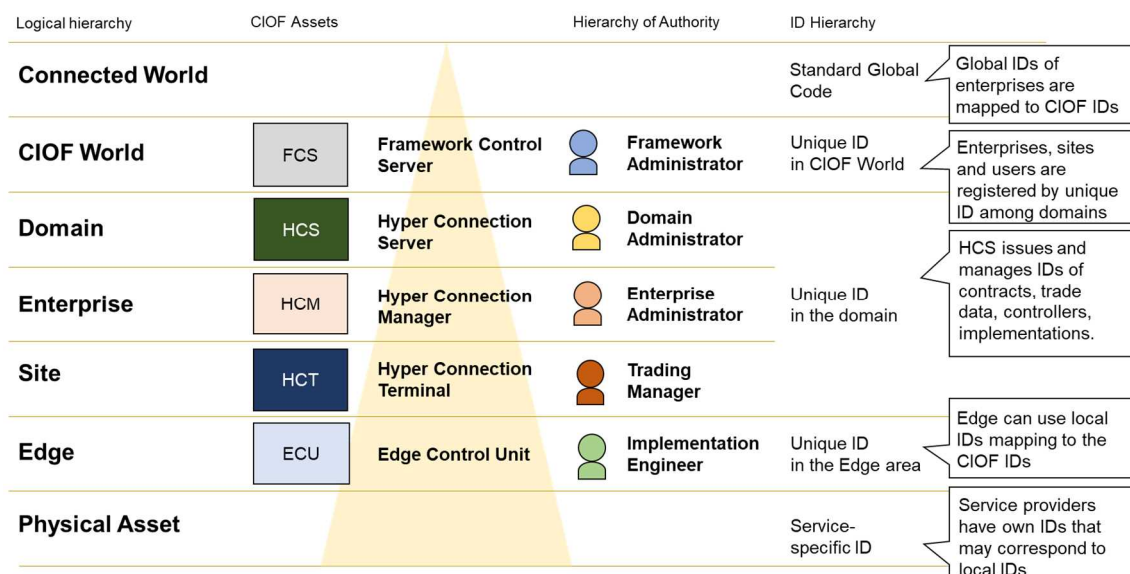 Logical hierarchy
CIOF Assets
Hierarchy of Authority
ID Hierarchy
Connected World
Standard Global
Code
Global IDs of
enterprises are
mapped to CIOF IDs
CIOF World
FCS
Framework Control
Server
Framework
Administrator
Unique ID
in CIOF World
Enterprises, sites
and users are
registered by unique
ID among domains
Domain
HCS
Hyper Connection
Server
Domain
Administrator
HCS issues and
manages IDs of
contracts, trade
data, controllers,
implementations.
Enterprise
HCM
Hyper Connection
Manager
Enterprise
Administrator
Unique ID
in the domain
Site
HCT
Hyper Connection
Terminal
Trading
Manager
Edge
ECU
Edge Control Unit
Implementation
Engineer
Unique ID
in the Edge area
Edge can use local
IDs mapping to the
CIOF IDs
Physical Asset
Service-
specific ID
Service providers
have own IDs that
may correspond to
local IDs